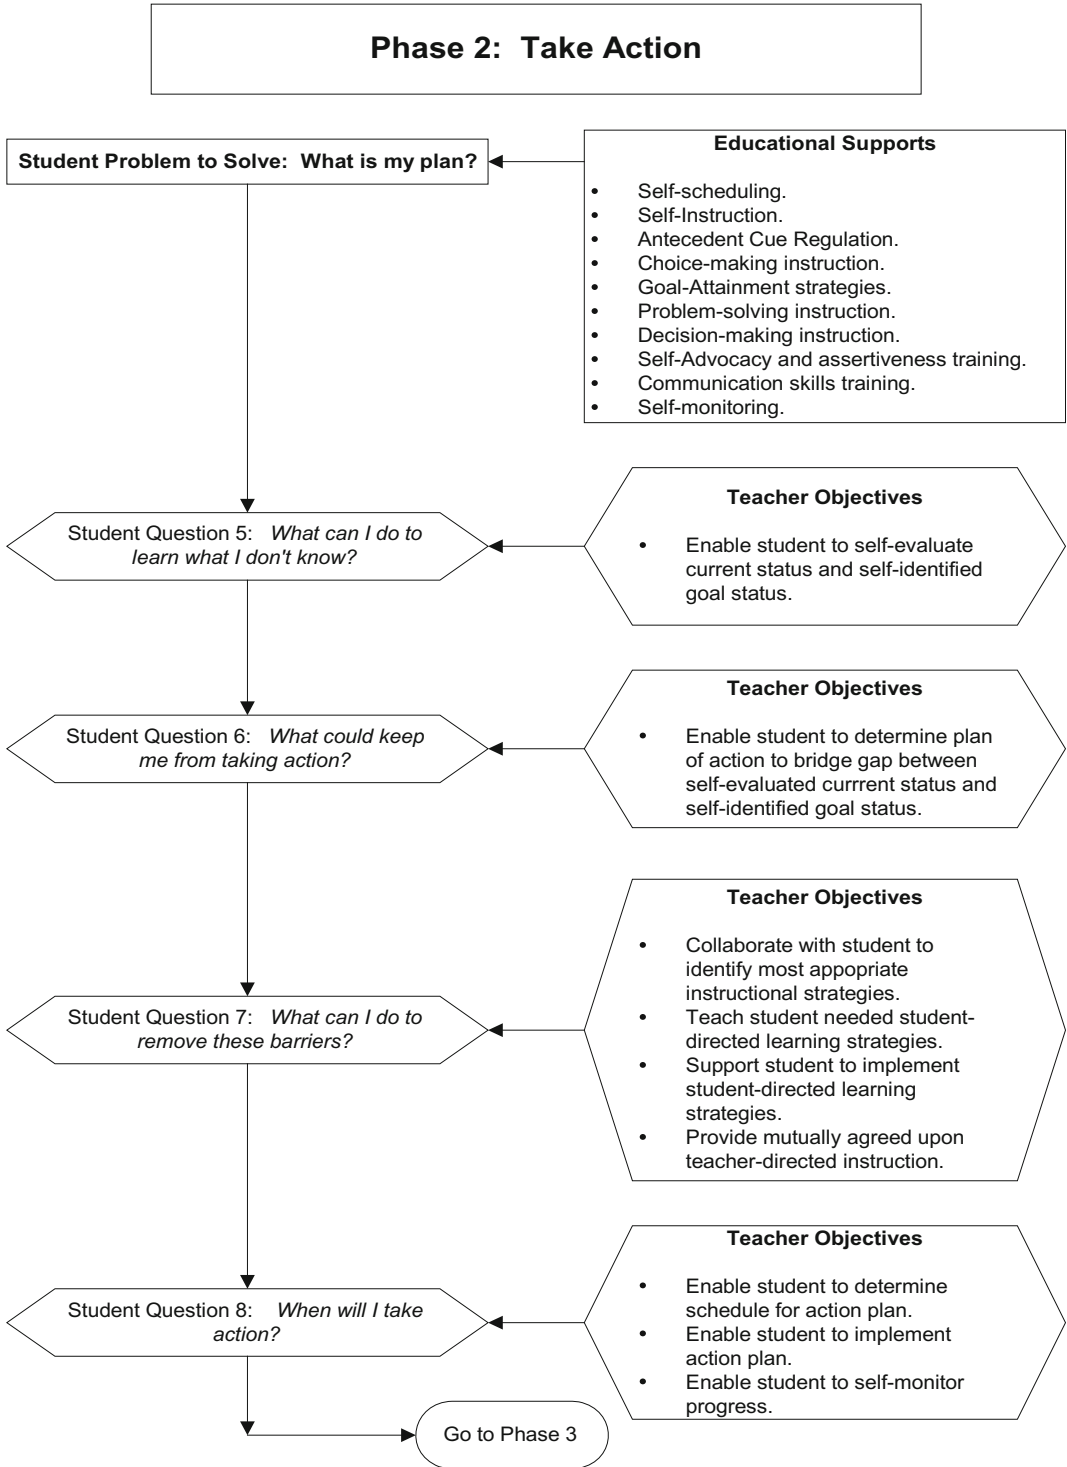 Phase 2:  Take Action
Student Problem to Solve:  What is my plan?
Educational Supports
• Self-scheduling.
• Self-Instruction.
• Antecedent Cue Regulation.
• Choice-making instruction.
• Goal-Attainment strategies.
• Problem-solving instruction.
• Decision-making instruction.
• Self-Advocacy and assertiveness training.
• Communication skills training.
• Self-monitoring.
Student Question 5:   What can I do to
learn what I don't know?
Teacher Objectives
• Enable student to self-evaluate
current status and self-identified
goal status.
Student Question 6:   What could keep
me from taking action?
Teacher Objectives
• Enable student to determine plan
of action to bridge gap between
self-evaluated currrent status and
self-identified goal status.
Student Question 7:   What can I do to
remove these barriers?
Teacher Objectives
• Collaborate with student to
identify most appopriate
instructional strategies.
• Teach student needed student-
directed learning strategies.
• Support student to implement
student-directed learning
strategies.
• Provide mutually agreed upon
teacher-directed instruction.
Student Question 8:   When will I take
action?
Teacher Objectives
• Enable student to determine
schedule for action plan.
• Enable student to implement
action plan.
• Enable student to self-monitor
progress.
Go to Phase 3